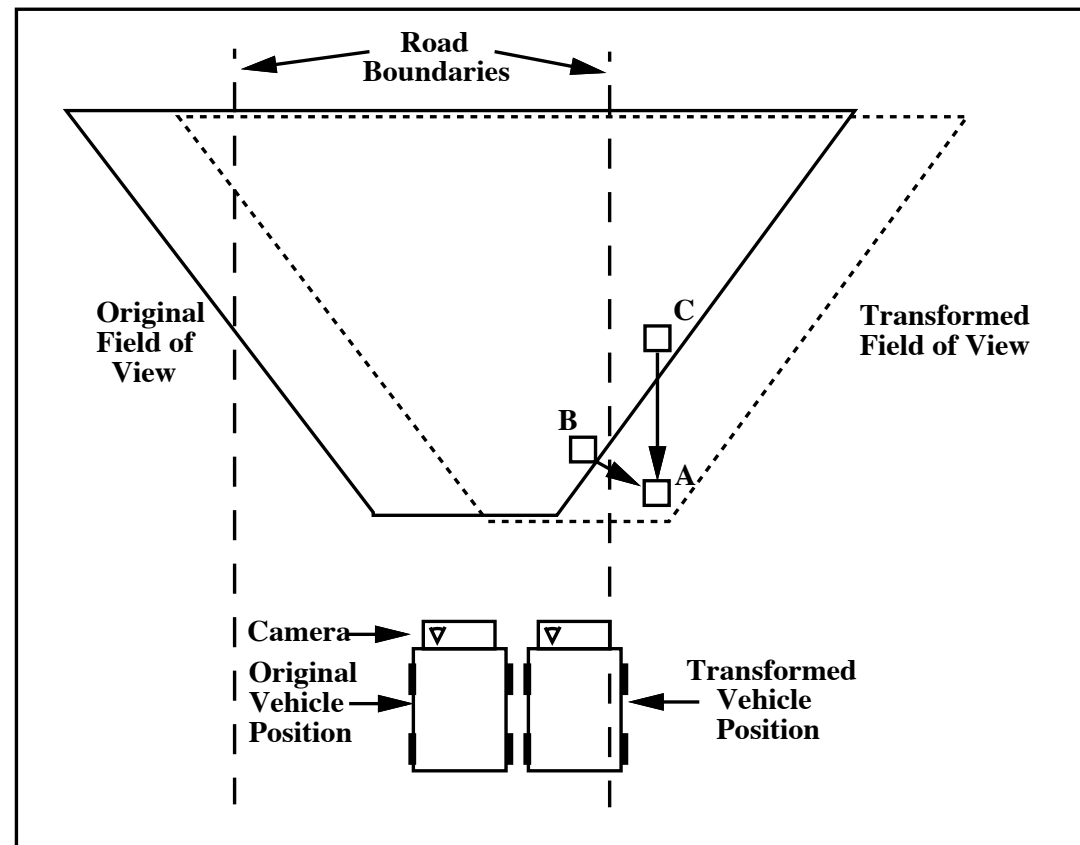 Road
Boundaries
Original
Field of
View
C
Transformed
Field of View
B
A
Camera
Original
Vehicle
Position
Transformed
Vehicle
Position